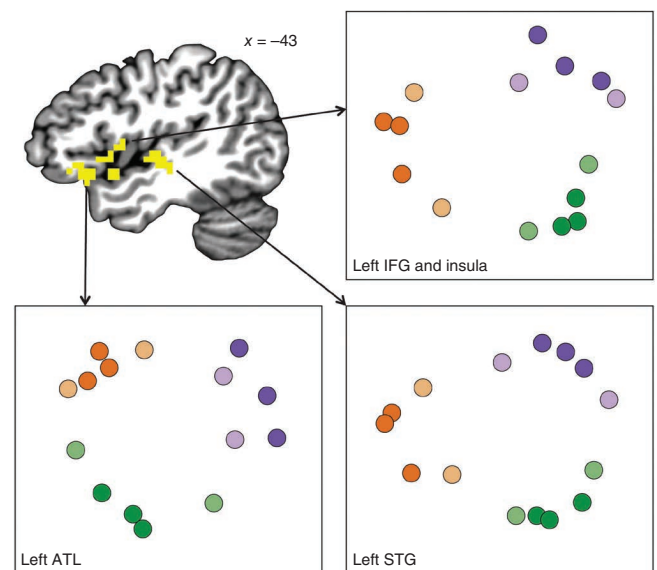 x = –43
Left IFG and insula
Left ATL
Left STG